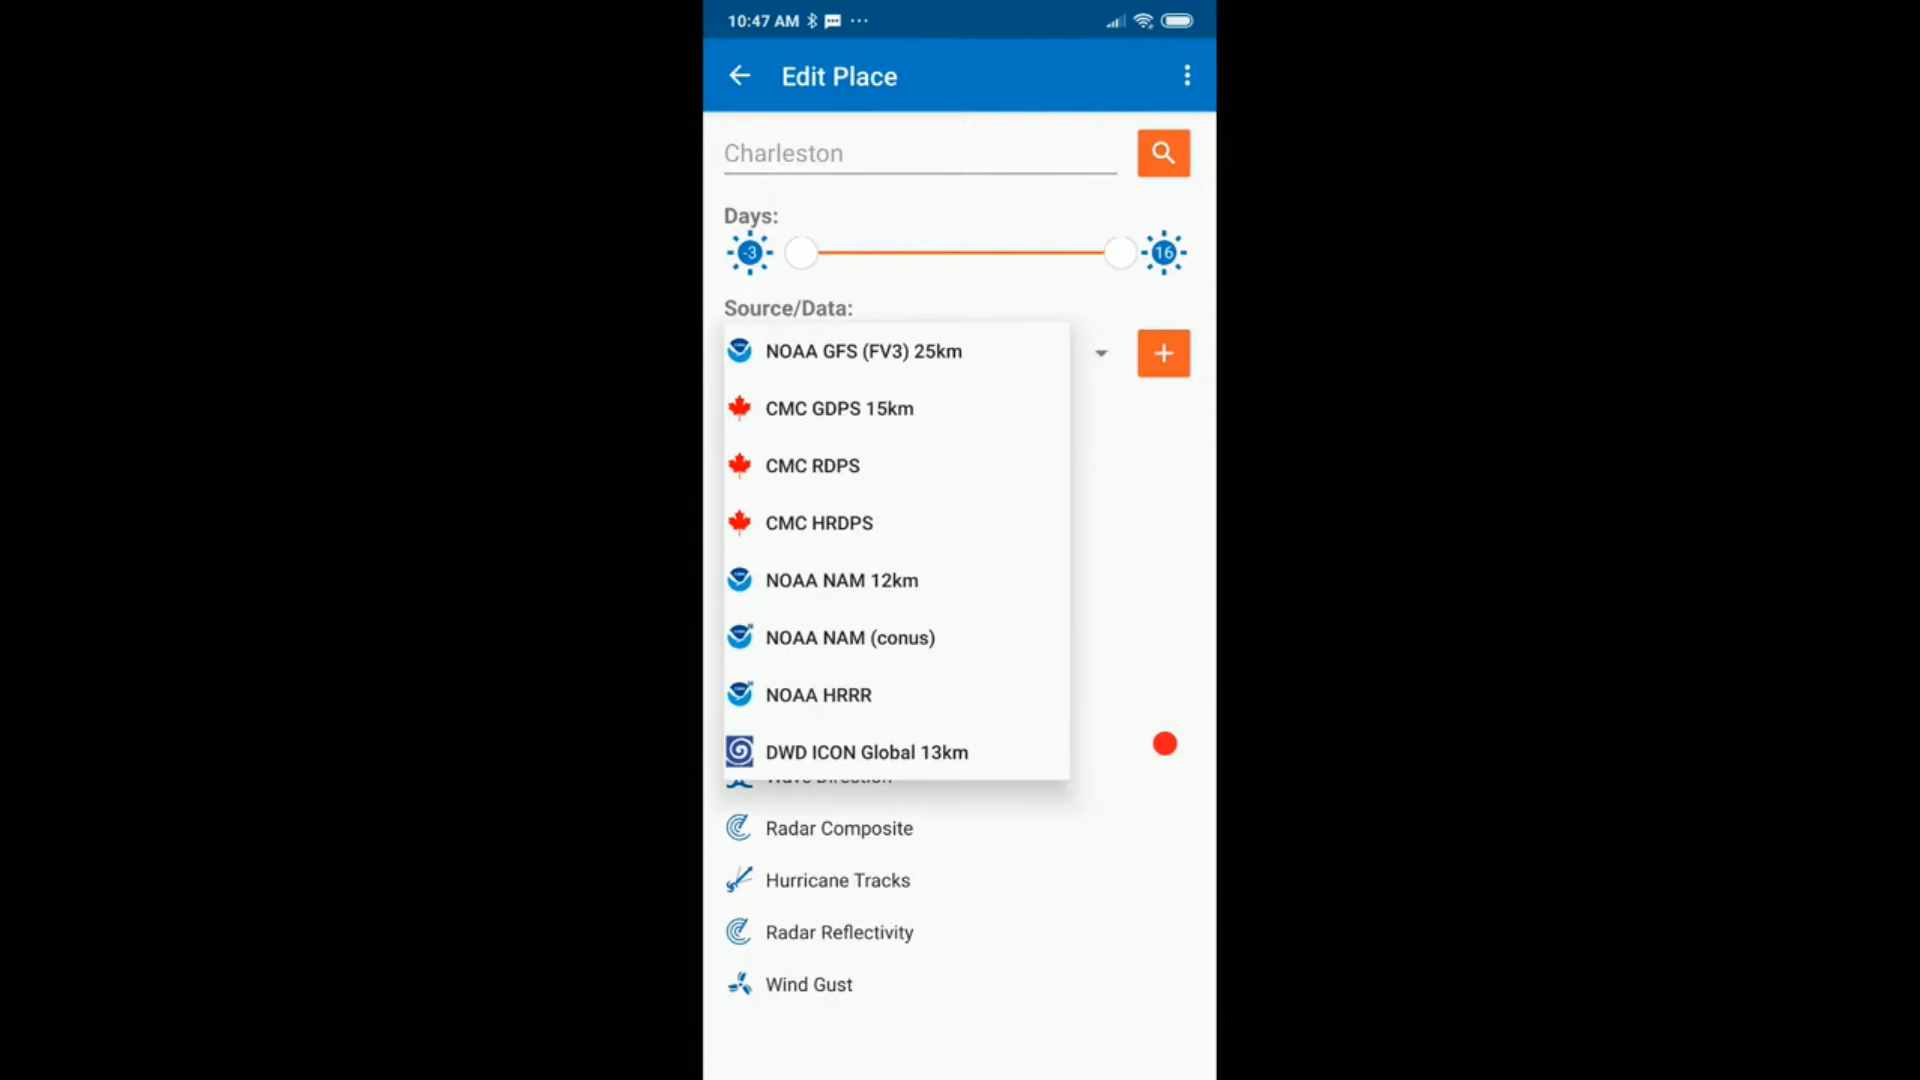 10:47 AM
Edit Place
Charleston
Days:
-3
16
Source/Data:
NOAA GFS (FV3) 25km
CMC GDPS 15km
CMC RDPS
CMC HRDPS
NOAA NAM 12km
NOAA NAM (conus)
NOAA HRRR
DWD ICON Global 13km
Wave Direction
Radar Composite
Hurricane Tracks
Radar Reflectivity
Wind Gust